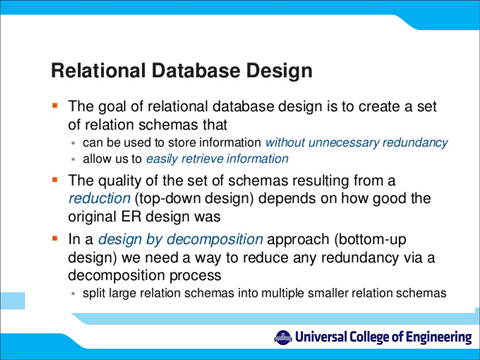 Relational Database Design
The goal of relational database design is to create a set
of relation schemas that
can be used to store information without unnecessary redundancy
allow us to easily retrieve information
The quality of the set of schemas resulting from a
reduction (top-down design) depends on how good the
original ER design was
In a design by decomposition approach (bottom-up
design) we need a way to reduce any redundancy via a
decomposition process
split large relation schemas into multiple smaller relation schemas
Universal College of Engineering